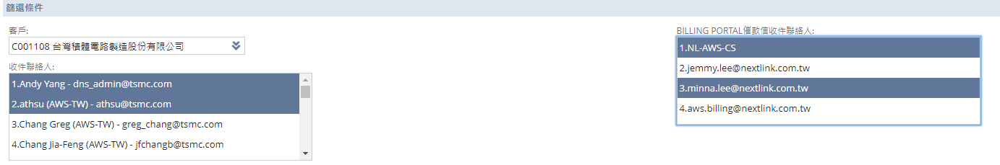 篩選條件
客戶:
C001108 台灣積體電路製造股份有限公司
收件聯絡人:
1.Andy Yang - dns_admin@tsmc.com
2.athsu (AWS-TW) - athsu@tsmc.com
3.Chang Greg (AWS-TW) - greg_chang@tsmc.com
4.Chang Jia-Feng (AWS-TW) - jfchangb@tsmc.com
BILLING PORTAL催款信收件聯絡人:
1.NL-AWS-CS
2.jemmy.lee@nextlink.com.tw
3.minna.lee@nextlink.com.tw
4.aws.billing@nextlink.com.tw